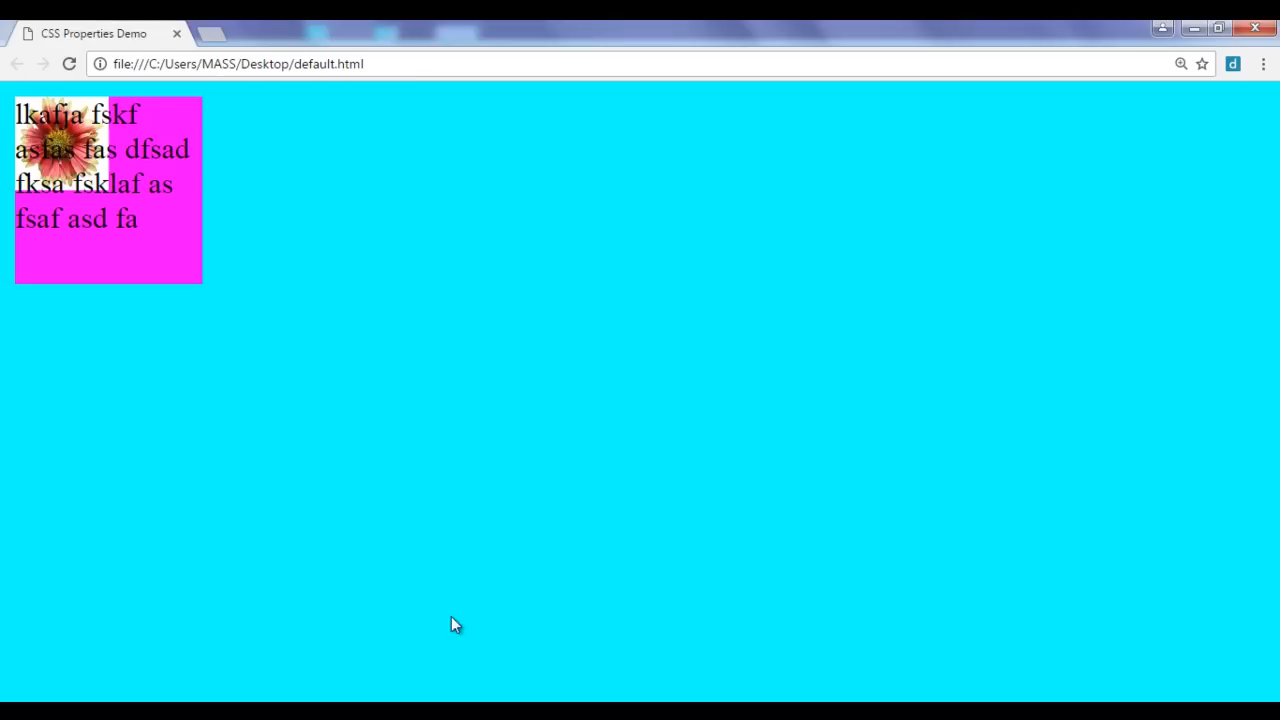 CSS Properties Demo
file:///C:/Users/MASS/Desktop/default.html
d
lkafja fskf
asfas fas dfsad
fksa fsklaf as
fsaf asd fa